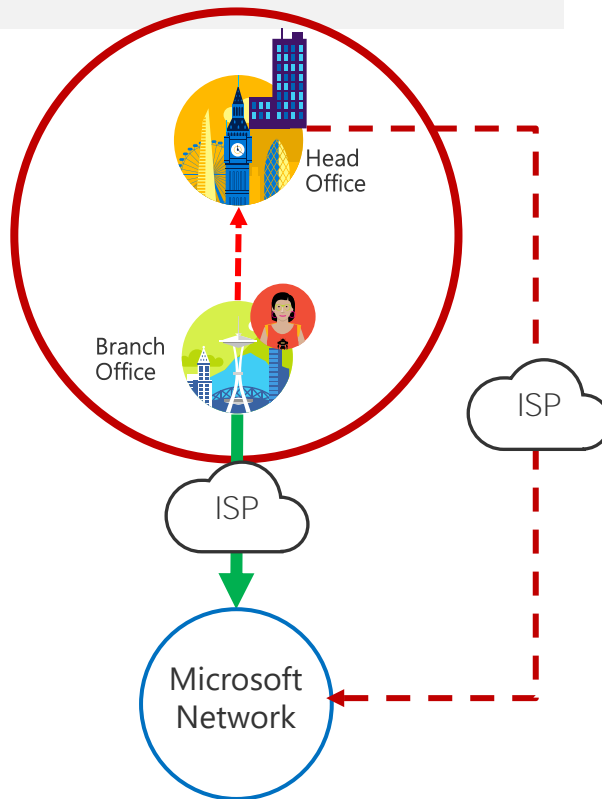 Head
Office
Branch
Office
ISP
ISP
Microsoft
Network